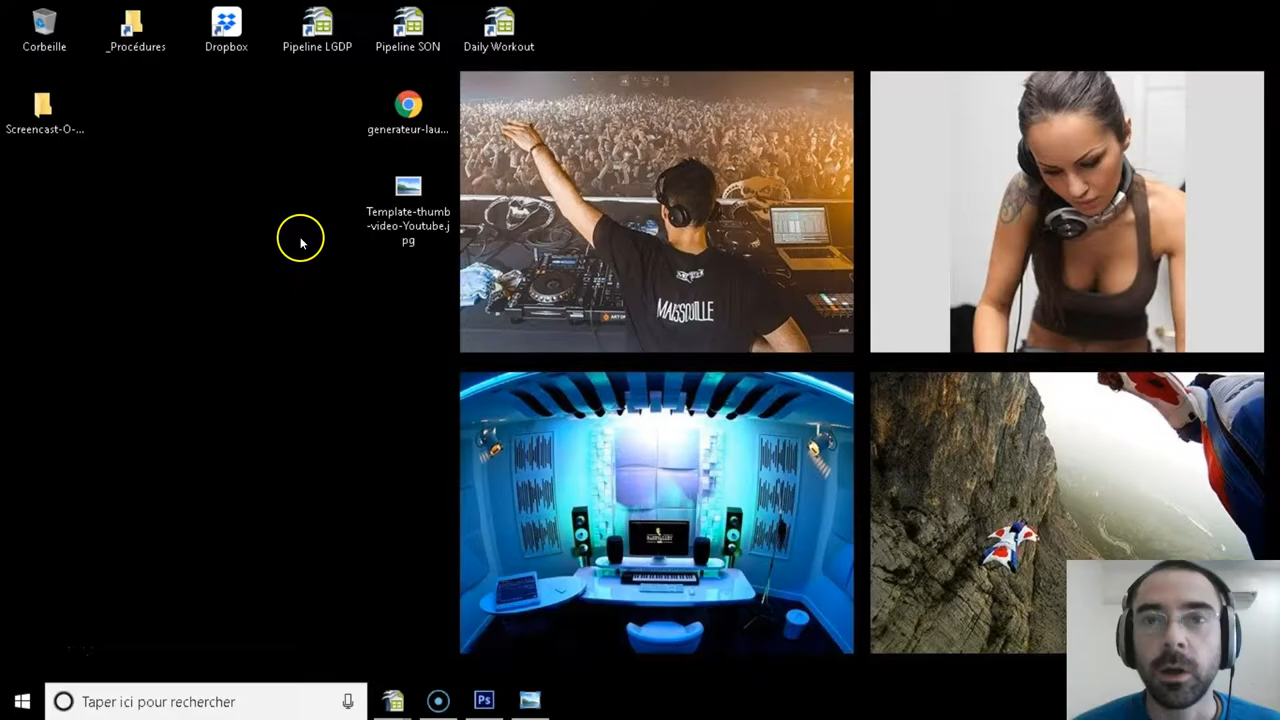 Corbeille
_Procédures
Dropbox
Pipeline LGDP
Pipeline SON
Daily Workout
Screencast-O-...
generateur-lau...
Template-thumb
-video-Youtube.j
pg
Taper ici pour rechercher
Ps